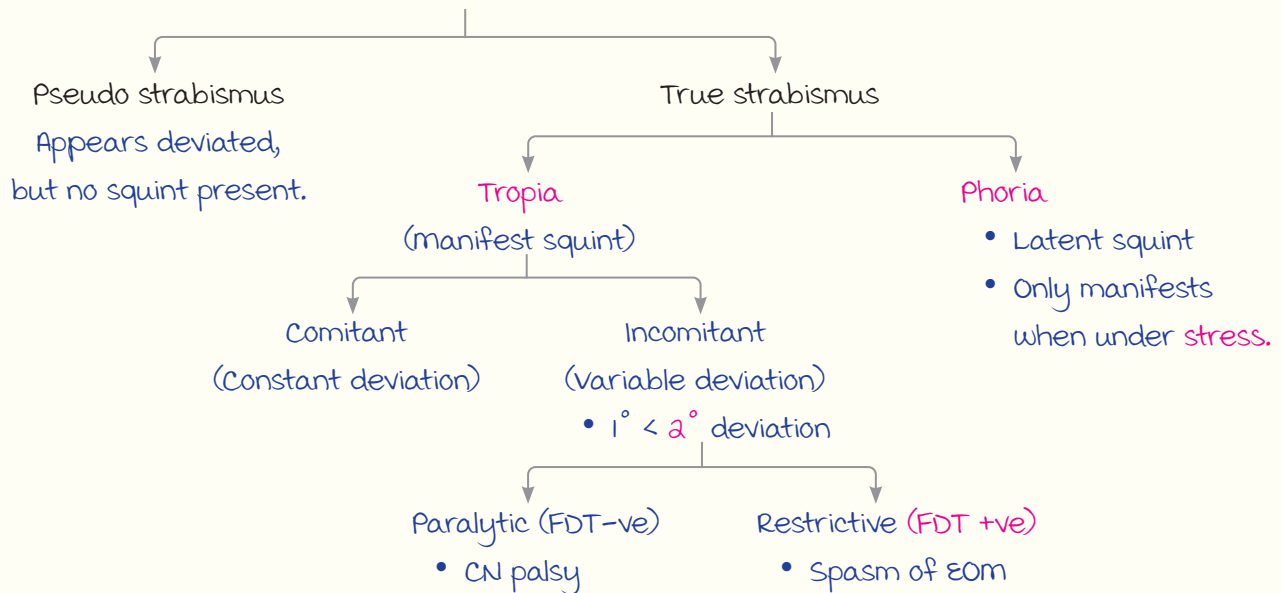 Pseudo strabismus
Appears deviated,
but no squint present.
True strabismus
Tropia
(manifest squint)
Phoria
• Latent squint
• Only manifests
when under stress.
Comitant
(Constant deviation)
Incomitant
(Variable deviation)
• 1° < 2° deviation
Paralytic (FDT-ve)
• CN palsy
Restrictive (FDT +ve)
• Spasm of EOM